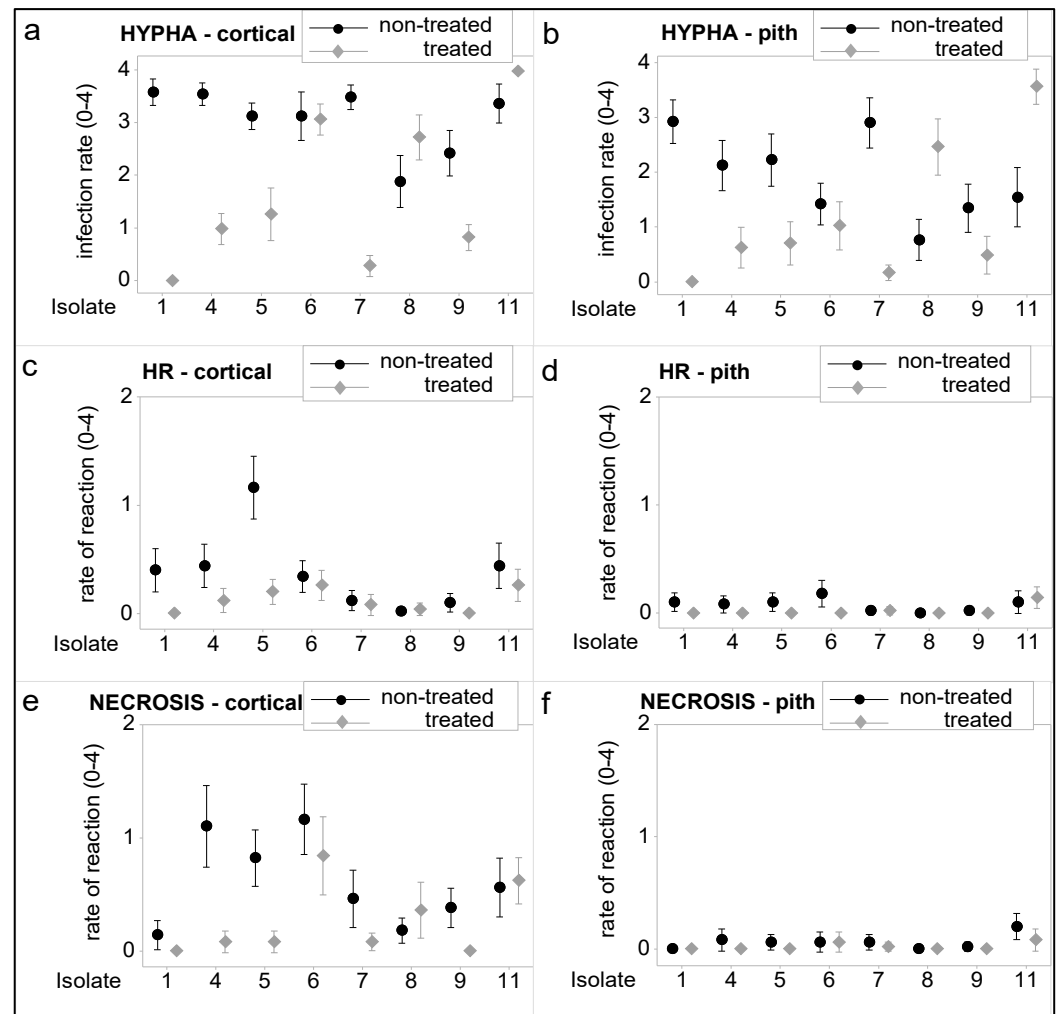 a
HYPHA - cortical
non-treated
treated
infection rate (0-4)
4
3
2
1
0
Isolate 1 4 5 6 7 8 9 11
b
HYPHA - pith
non-treated
treated
infection rate (0-4)
4
3
2
1
0
1 4 5 6 7 8 9 11
c
HR - cortical
non-treated
treated
rate of reaction (0-4)
2
1
0
Isolate 1 4 5 6 7 8 9 11
d
HR - pith
non-treated
treated
rate of reaction (0-4)
2
1
0
1 4 5 6 7 8 9 11
e
NECROSIS - cortical
non-treated
treated
rate of reaction (0-4)
2
1
0
Isolate 1 4 5 6 7 8 9 11
f
NECROSIS - pith
non-treated
treated
rate of reaction (0-4)
2
1
0
1 4 5 6 7 8 9 11